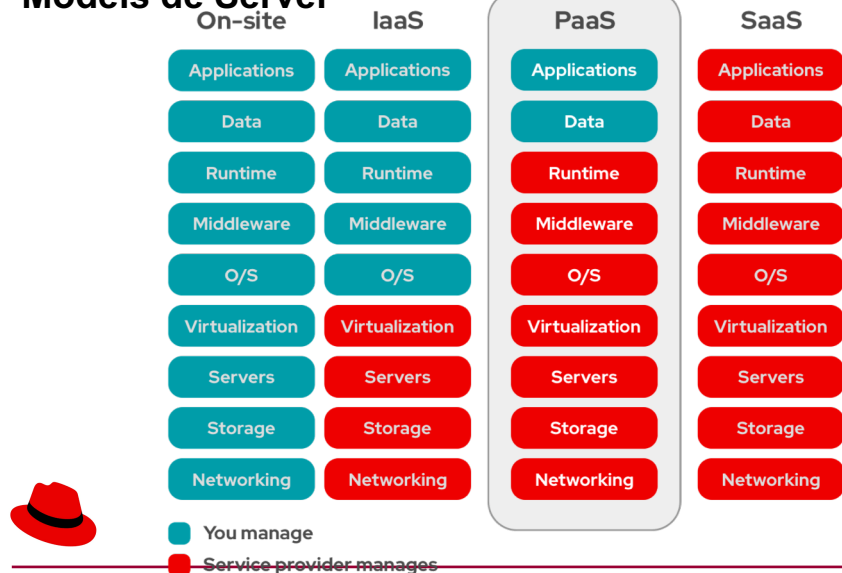 Models de Server
On-site IaaS PaaS SaaS
Applications Applications Applications Applications
Data Data Data Data
Runtime Runtime Runtime Runtime
Middleware Middleware Middleware Middleware
O/S O/S O/S O/S
Virtualization Virtualization Virtualization Virtualization
Servers Servers Servers Servers
Storage Storage Storage Storage
Networking Networking Networking Networking
You manage
Service provider manages